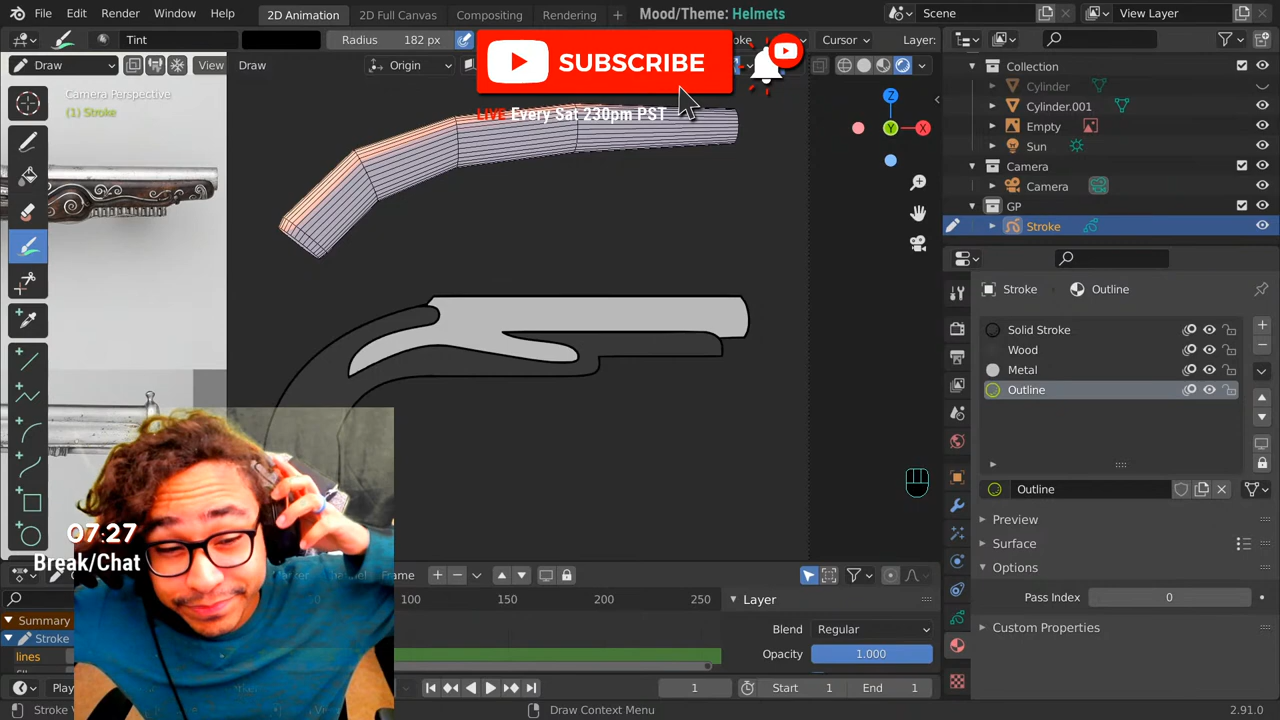 File Edit Render Window Help 2D Animation 2D Full Canvas Compositing Rendering + Mood/Theme: Helmets Scene View Layer
Tint Radius 182 px Cursor Layer:
SUBSCRIBE
Draw View Draw Origin
LIVE Every Sat 230pm PST
Camera Perspective
(1) Stroke
Z
Y
X
Collection
Cylinder
Cylinder.001
Empty
Sun
Camera
Camera
GP
Stroke
Stroke Outline
Solid Stroke
Wood
Metal
Outline
Outline
Preview
Surface
Options
Pass Index 0
Custom Properties
07:27
Break/Chat
Frame
100 150 200 250
Summary
Stroke
lines
Layer
Blend Regular
Opacity 1.000
1 Start 1 End 1
Draw Context Menu 2.91.0